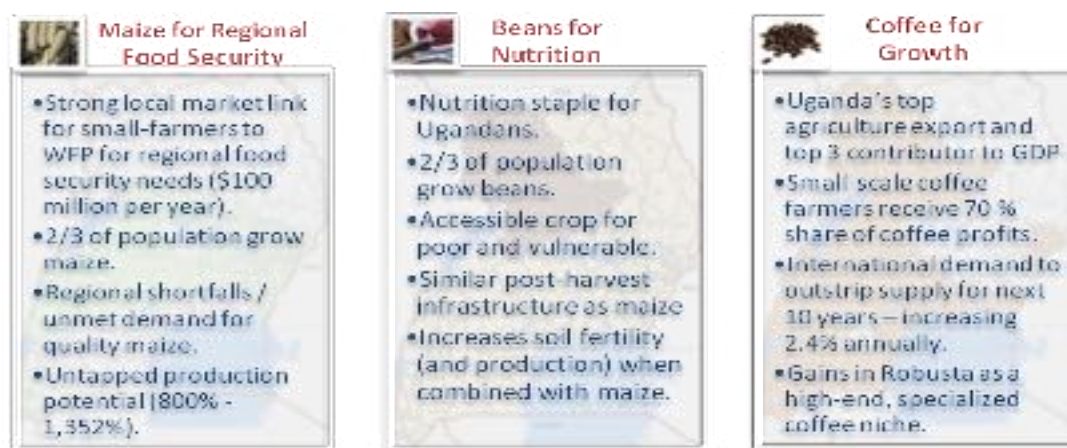 Maize for Regional
Food Security
•Strong local market link
for small-farmers to
WFP for regional food
security needs ($100
million per year).
•2/3 of population grow
maize.
•Regional shortfalls /
unmet demand for
quality maize.
•Untapped production
potential (800% -
1,352%).
Beans for
Nutrition
•Nutrition staple for
Ugandans.
•2/3 of population
grow beans.
•Accessible crop for
poor and vulnerable.
•Similar post-harvest
infrastructure as maize
•Increases soil fertility
(and production) when
combined with maize.
Coffee for
Growth
•Uganda's top
agriculture export and
top 3 contributor to GDP
•Small scale coffee
farmers receive 70 %
share of coffee profits.
•International demand to
outstrip supply for next
10 years – increasing
2.4% annually.
•Gains in Robusta as a
high-end, specialized
coffee niche.